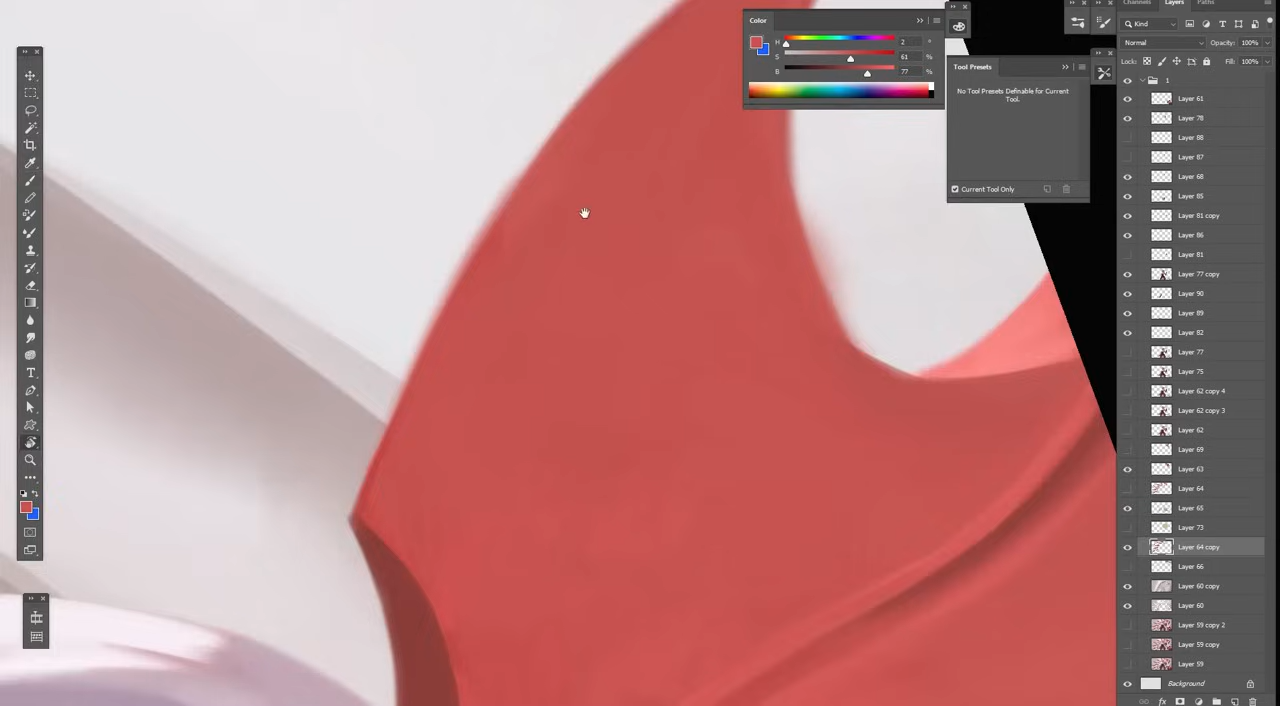 Color
H 2 °
S 61 %
B 77 %
Tool Presets
No Tool Presets Definable for Current
Tool.
Current Tool Only
Channels Layers Paths
Kind
Normal Opacity: 100%
Locks: Fill: 100%
1
Layer 61
Layer 78
Layer 88
Layer 87
Layer 68
Layer 85
Layer 81 copy
Layer 86
Layer 81
Layer 77 copy
Layer 90
Layer 89
Layer 82
Layer 77
Layer 75
Layer 62 copy 4
Layer 62 copy 3
Layer 62
Layer 69
Layer 63
Layer 64
Layer 65
Layer 73
Layer 64 copy
Layer 66
Layer 60 copy
Layer 60
Layer 59 copy 2
Layer 59 copy
Layer 59
Background
fx